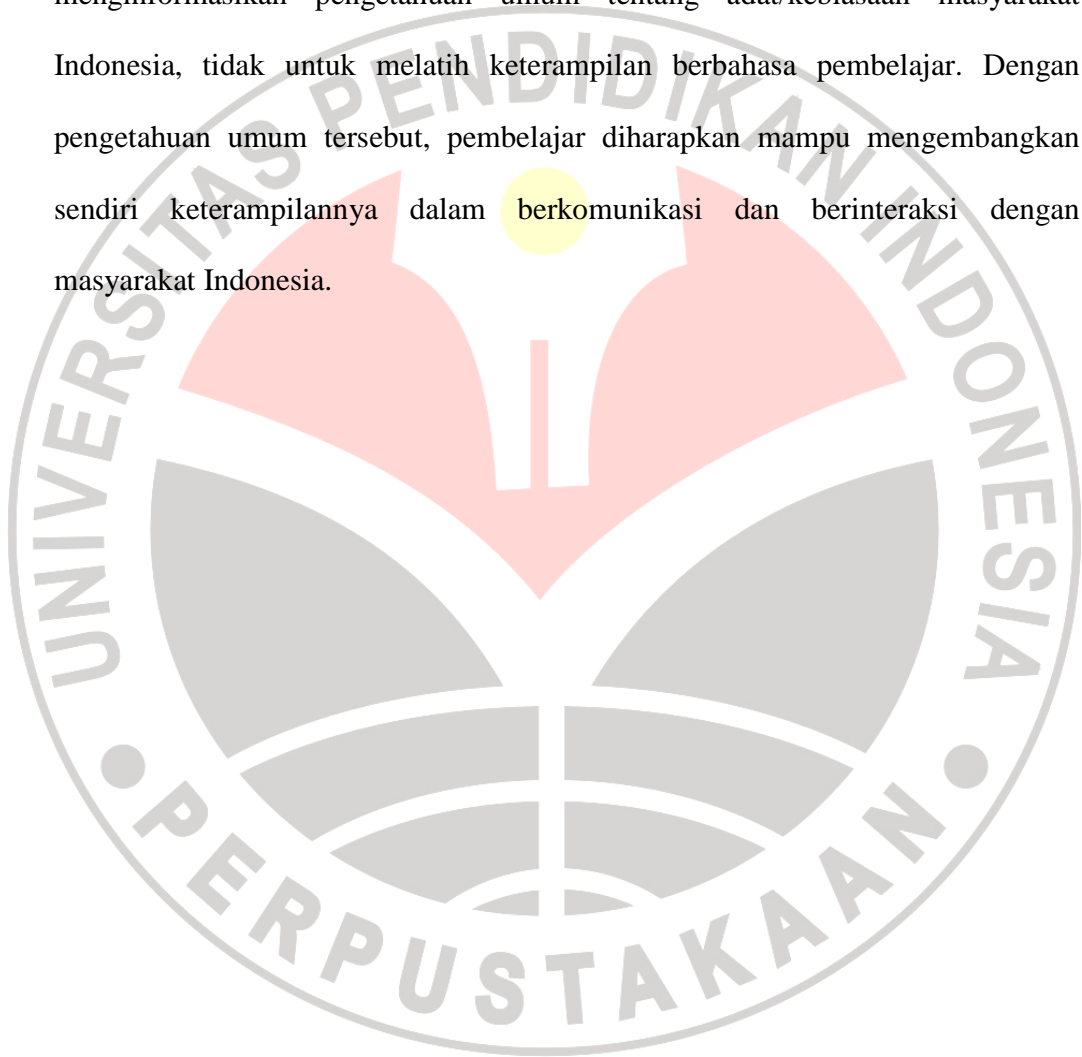 menginformasikan pengetahuan umum tentang adat/kebiasaan masyarakat
Indonesia, tidak untuk melatih keterampilan berbahasa pembelajar. Dengan
pengetahuan umum tersebut, pembelajar diharapkan mampu mengembangkan
sendiri keterampilannya dalam berkomunikasi dan berinteraksi dengan
masyarakat Indonesia.
UNIVERSITAS PENDIDIKAN INDONESIA
PERPUSTAKAAN